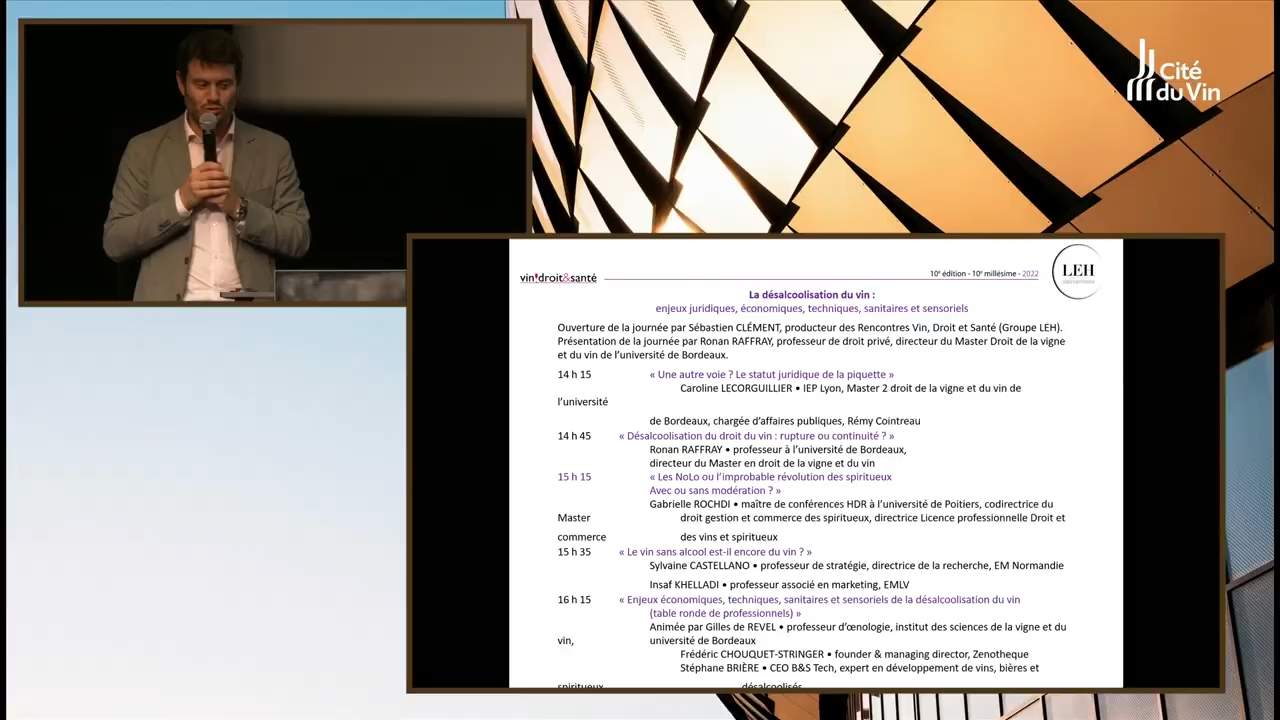 Cité
du Vin
vin droit&santé
10e édition - 10e millésime - 2022
LEH
La désalcoolisation du vin :
enjeux juridiques, économiques, techniques, sanitaires et sensoriels
Ouverture de la journée par Sébastien CLÉMENT, producteur des Rencontres Vin, Droit et Santé (Groupe LEH).
Présentation de la journée par Ronan RAFFRAY, professeur de droit privé, directeur du Master Droit de la vigne
et du vin de l'université de Bordeaux.
14 h 15 « Une autre voie ? Le statut juridique de la piquette »
Caroline LECORGUILLIER • IEP Lyon, Master 2 droit de la vigne et du vin de
l'université
de Bordeaux, chargée d'affaires publiques, Rémy Cointreau
14 h 45 « Désalcoolisation du droit du vin : rupture ou continuité ? »
Ronan RAFFRAY • professeur à l'université de Bordeaux,
directeur du Master en droit de la vigne et du vin
15 h 15 « Les NoLo ou l'improbable révolution des spiritueux
Avec ou sans modération ? »
Gabrielle ROCHDI • maître de conférences HDR à l'université de Poitiers, codirectrice du
Master droit gestion et commerce des spiritueux, directrice Licence professionnelle Droit et
commerce des vins et spiritueux
15 h 35 « Le vin sans alcool est-il encore du vin ? »
Sylvaine CASTELLANO • professeur de stratégie, directrice de la recherche, EM Normandie
Insaf KHELLADI • professeur associé en marketing, EMLV
16 h 15 « Enjeux économiques, techniques, sanitaires et sensoriels de la désalcoolisation du vin
(table ronde de professionnels) »
Animée par Gilles de REVEL • professeur d'œnologie, institut des sciences de la vigne et du
vin, université de Bordeaux
Frédéric CHOUQUET-STRINGER • founder & managing director, Zenotheque
Stéphane BRIÈRE • CEO B&S Tech, expert en développement de vins, bières et
spiritueux désalcoolisés